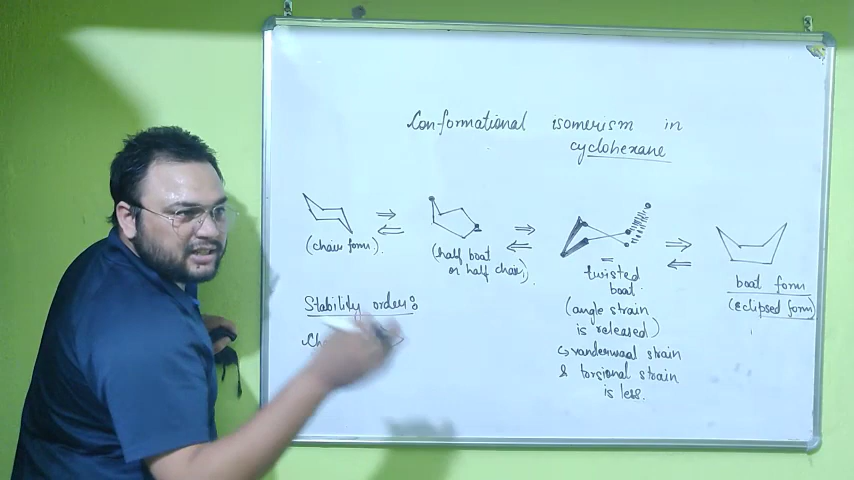 Conformational isomerism in
cyclohexane
(chair form).
(half boat
or half chair).
twisted
boat.
(angle strain
is released)
↪ vanderwaal strain
& torsional strain
is less.
boat form
(eclipsed form)
Stability order: